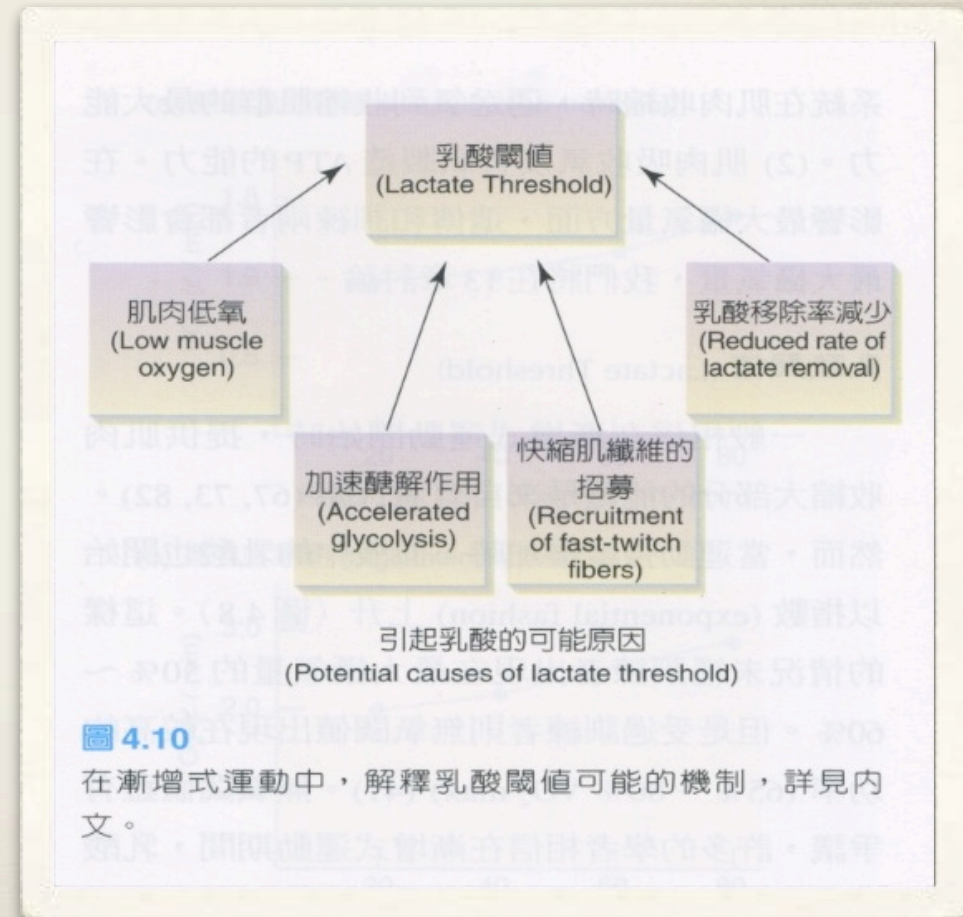 乳酸閾值
(Lactate Threshold)
肌肉低氧
(Low muscle
oxygen)
乳酸移除率減少
(Reduced rate of
lactate removal)
加速醣解作用
(Accelerated
glycolysis)
快縮肌纖維的
招募
(Recruitment
of fast-twitch
fibers)
引起乳酸的可能原因
(Potential causes of lactate threshold)
圖 4.10
在漸增式運動中，解釋乳酸閾值可能的機制，詳見內
文。